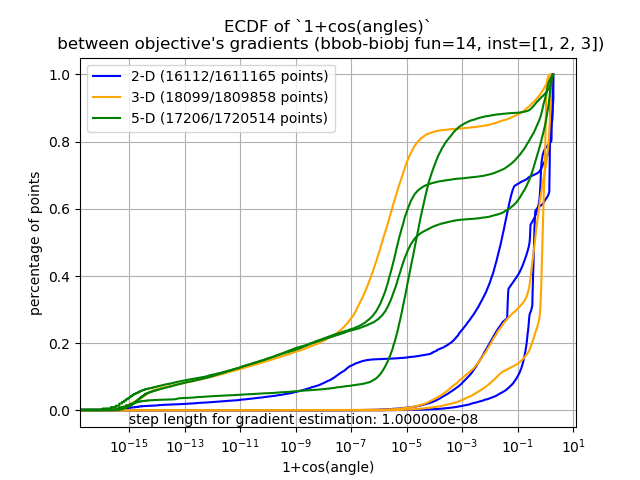 ECDF of `1+cos(angles)`
between objective's gradients (bbob-biobj fun=14, inst=[1, 2, 3])
2-D (16112/1611165 points)
3-D (18099/1809858 points)
5-D (17206/1720514 points)
percentage of points
1.0
0.8
0.6
0.4
0.2
0.0
step length for gradient estimation: 1.000000e-08
10⁻¹⁵ 10⁻¹³ 10⁻¹¹ 10⁻⁹ 10⁻⁷ 10⁻⁵ 10⁻³ 10⁻¹ 10¹
1+cos(angle)